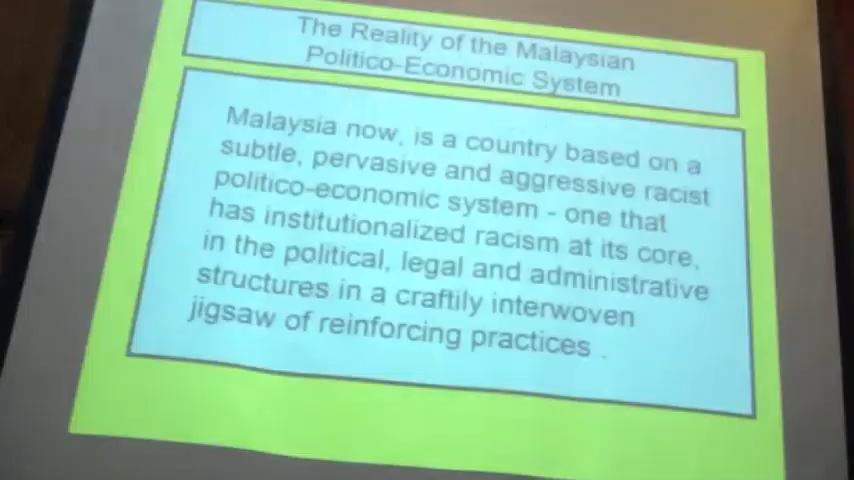 The Reality of the Malaysian
Politico-Economic System
Malaysia now, is a country based on a
subtle, pervasive and aggressive racist
politico-economic system - one that
has institutionalized racism at its core,
in the political, legal and administrative
structures in a craftily interwoven
jigsaw of reinforcing practices .